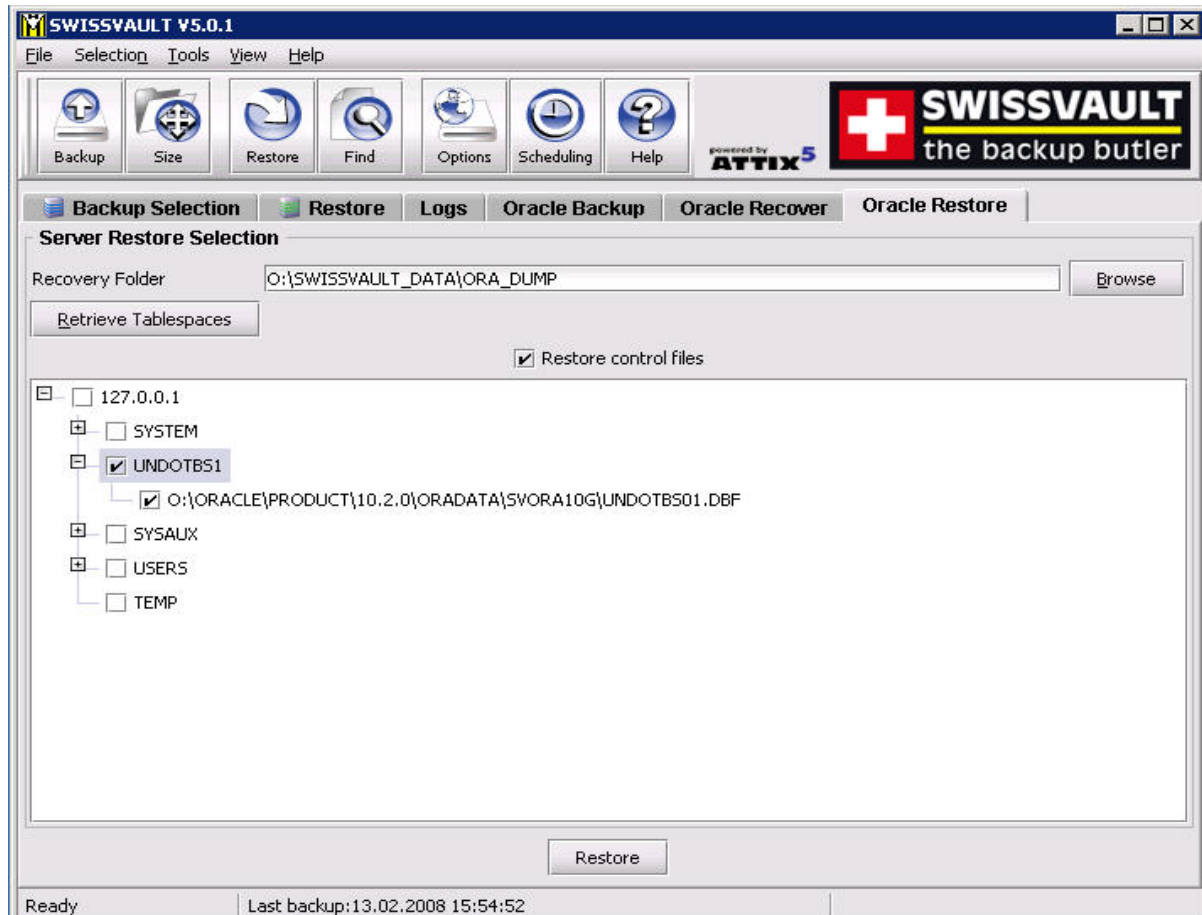 SWISSVAULT V5.0.1
File Selection Tools View Help
Backup Size Restore Find Options Scheduling Help
powered by
ATTIX5
SWISSVAULT
the backup butler
Backup Selection Restore Logs Oracle Backup Oracle Recover Oracle Restore
Server Restore Selection
Recovery Folder O:\SWISSVAULT_DATA\ORA_DUMP Browse
Retrieve Tablespaces
Restore control files
127.0.0.1
SYSTEM
UNDOTBS1
O:\ORACLE\PRODUCT\10.2.0\ORADATA\SVORA10G\UNDOTBS01.DBF
SYSAUX
USERS
TEMP
Restore
Ready Last backup:13.02.2008 15:54:52